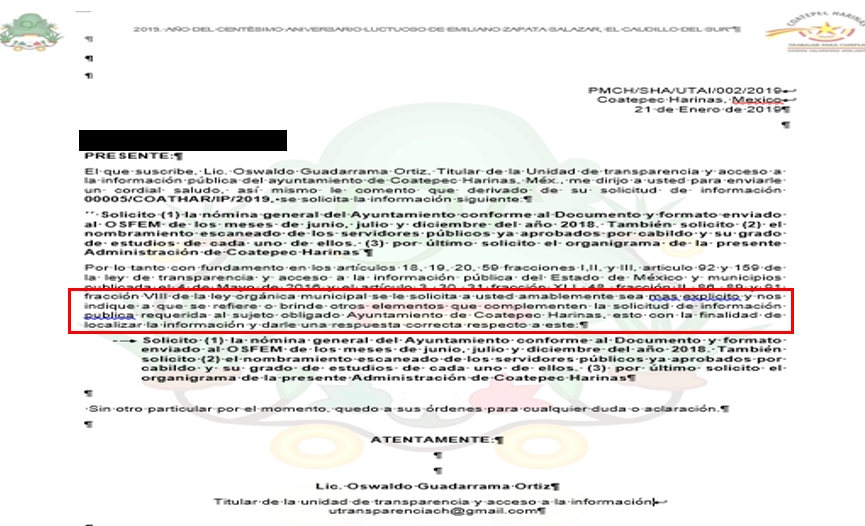 2019. AÑO DEL CENTÉSIMO ANIVERSARIO LUCTUOSO DE EMILIANO ZAPATA SALAZAR, EL CAUDILLO DEL SUR"¶
COATEPEC HARINAS
¶
¶
¶
PMCH/SHA/UTAI/002/2019↵
Coatepec Harinas, Mexico↵
21 de Enero de 2019¶
¶
PRESENTE:¶
El que suscribe, Lic. Oswaldo Guadarrama Ortiz, Titular de la Unidad de transparencia y acceso a
la información pública del ayuntamiento de Coatepec Harinas, Méx., me dirijo a usted para enviarle
un cordial saludo, así mismo le comento que derivado de su solicitud de información
00005/COATHAR/IP/2019, se solicita la información siguiente:¶
´´ Solicito (1) la nómina general del Ayuntamiento conforme al Documento y formato enviado
al OSFEM de los meses de junio, julio y diciembre del año 2018. También solicito (2) el
nombramiento escaneado de los servidores públicos ya aprobados por cabildo y su grado
de estudios de cada uno de ellos. (3) por último solicito el organigrama de la presente
Administración de Coatepec Harinas¨¶
Por lo tanto con fundamento en los artículos 18, 19, 20, 59 fracciones I,II, y III, articulo 92 y 159 de
la ley de transparencia y acceso a la información pública del Estado de México y municipios
publicada el 4 de Mayo de 2016 y el artículo 3, 30, 31 fracción XLI, 48, fracción II, 86, 89 y 91
fracción VIII de la ley orgánica municipal se le solicita a usted amablemente sea mas explicito y nos
indique a que se refiere o brinde otros elementos que complementen la solicitud de información
publica requerida al sujeto obligado Ayuntamiento de Coatepec Harinas, esto con la finalidad de
localizar la información y darle una respuesta correcta respecto a este:¶
Solicito (1) la nómina general del Ayuntamiento conforme al Documento y formato
enviado al OSFEM de los meses de junio, julio y diciembre del año 2018. También
solicito (2) el nombramiento escaneado de los servidores públicos ya aprobados por
cabildo y su grado de estudios de cada uno de ellos. (3) por último solicito el
organigrama de la presente Administración de Coatepec Harinas¶
¶
Sin otro particular por el momento, quedo a sus órdenes para cualquier duda o aclaración.¶
¶
ATENTAMENTE:¶
¶
¶
Lic. Oswaldo Guadarrama Ortiz¶
Titular de la unidad de transparencia y acceso a la información↵
utransparenciach@gmail.com¶